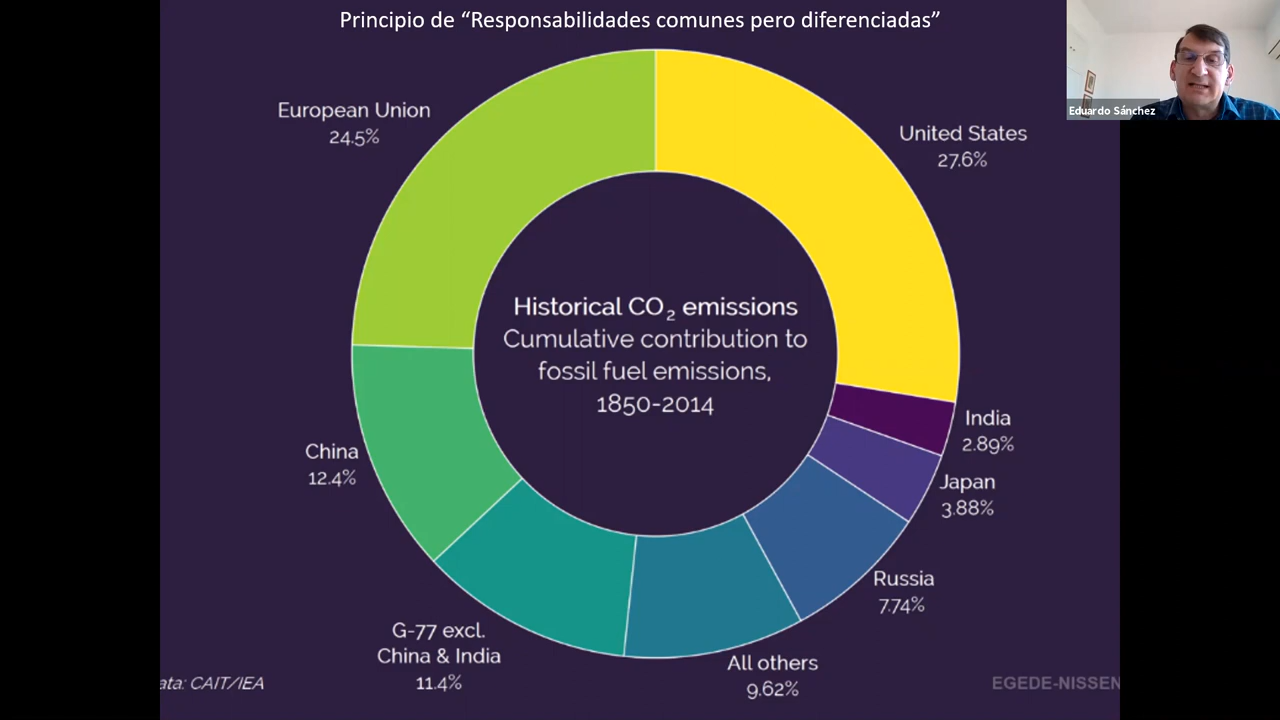 Principio de “Responsabilidades comunes pero diferenciadas”
Eduardo Sánchez
European Union
24.5%
United States
27.6%
Historical CO₂ emissions
Cumulative contribution to
fossil fuel emissions,
1850-2014
India
2.89%
China
12.4%
Japan
3.88%
Russia
7.74%
G-77 excl.
China & India
11.4%
All others
9.62%
ata: CAIT/IEA
EGEDE-NISSEN